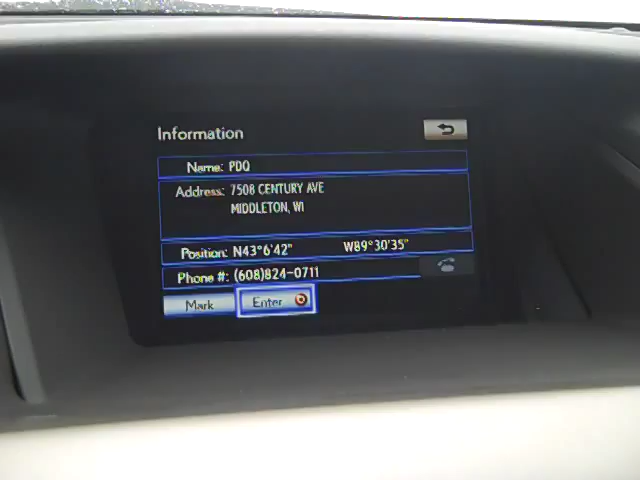 Information
Name: PDQ
Address: 7508 CENTURY AVE
MIDDLETON, WI
Position: N43°6'42" W89°30'35"
Phone #: (608)824-0711
Mark Enter